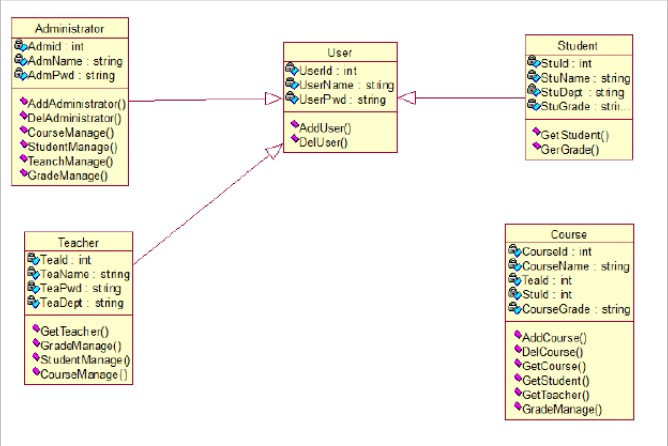 Administrator
AdmId : int
AdmName : string
AdmPwd : string
AddAdministrator()
DelAdministrator()
CourseManage()
StudentManage()
TeanchManage()
GradeManage()
User
UserId : int
UserName : string
UserPwd : string
AddUser()
DelUser()
Student
StuId : int
StuName : string
StuDept : string
StuGrade : strin...
GetStudent()
GerGrade()
Teacher
TeaId : int
TeaName : string
TeaPwd : string
TeaDept : string
GetTeacher()
GradeManage()
StudentManage()
CourseManage()
Course
CourseId : int
CourseName : string
TeaId : int
StuId : int
CourseGrade : string
AddCourse()
DelCourse()
GetCourse()
GetStudent()
GetTeacher()
GradeManage()